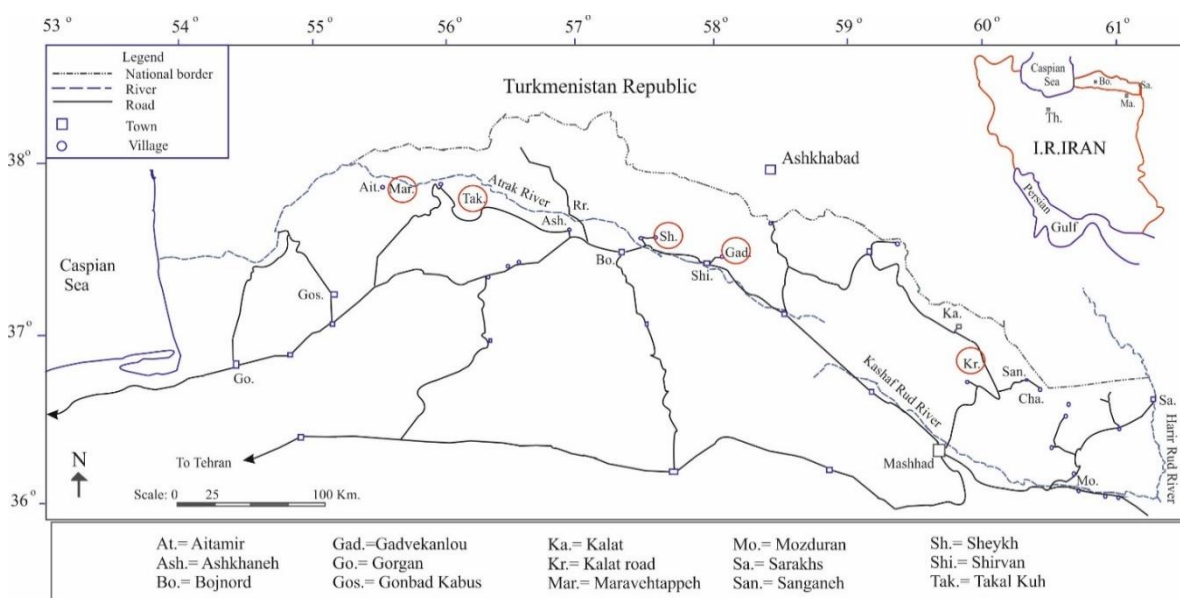 53° 54° 55° 56° 57° 58° 59° 60° 61°
Legend
National border
River
Road
Town
Village
Turkmenistan Republic
Caspian
Sea
Bo.
Sa.
Ma.
Th.
I.R.IRAN
Persian
Gulf
38°
Ashkhabad
Ait.
Mar.
Tak.
Atrak River
Rr.
Ash.
Sh.
Gad.
Bo.
Shi.
Caspian
Sea
Gos.
37°
Ka.
Kr.
San.
Cha.
Go.
Kashaf Rud River
Sa.
Harir Rud River
To Tehran
Mashhad
Mo.
N
36°
Scale: 0 25 100 Km.
At.= Aitamir Gad.=Gadvekanlou Ka.= Kalat Mo.= Mozduran Sh.= Sheykh
Ash.= Ashkhaneh Go.= Gorgan Kr.= Kalat road Sa.= Sarakhs Shi.= Shirvan
Bo.= Bojnord Gos.= Gonbad Kabus Mar.= Maravehtappeh San.= Sanganeh Tak.= Takal Kuh